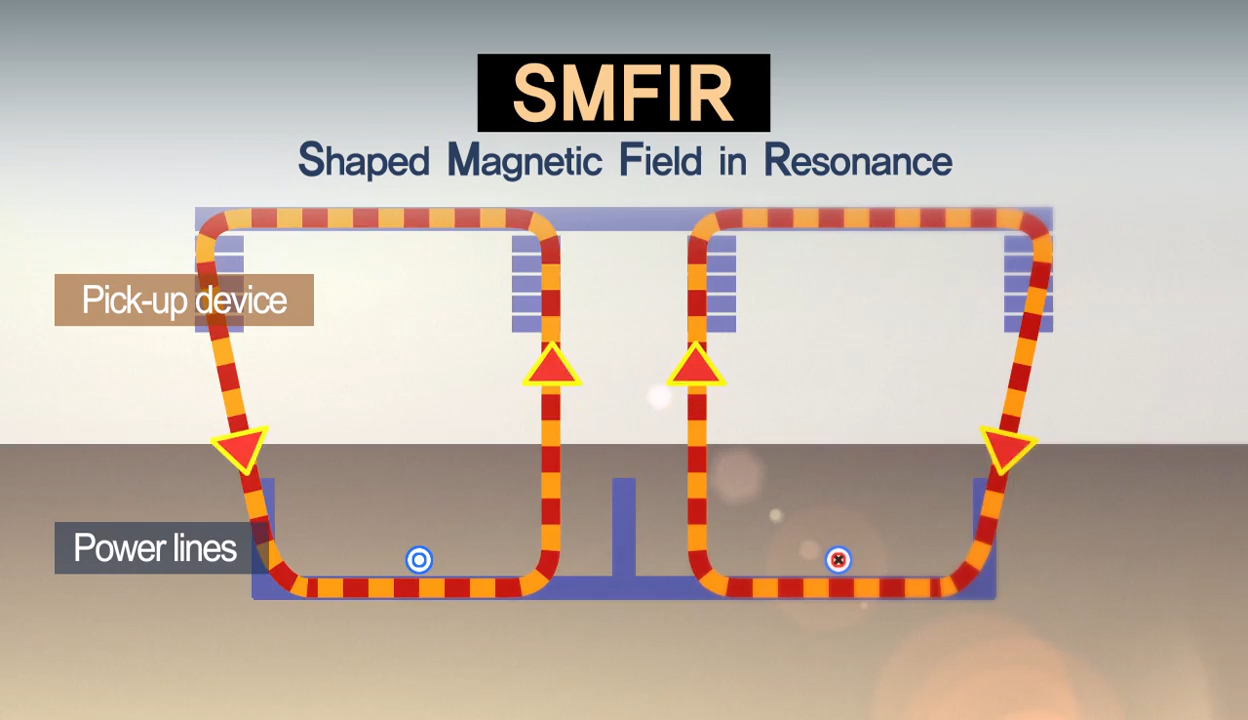 SMFIR
Shaped Magnetic Field in Resonance
Pick-up device
Power lines